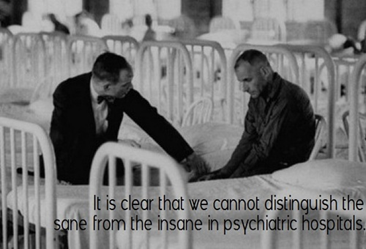 It is clear that we cannot distinguish the
sane from the insane in psychiatric hospitals.